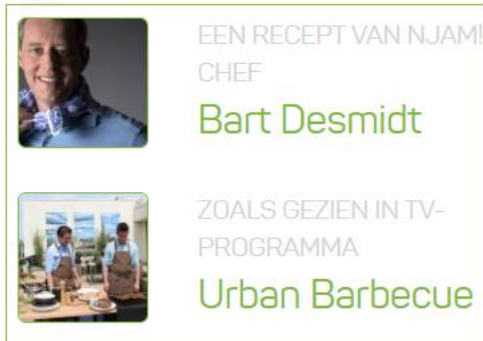 EEN RECEPT VAN NJAM!
CHEF
Bart Desmidt
ZOALS GEZIEN IN TV-
PROGRAMMA
Urban Barbecue